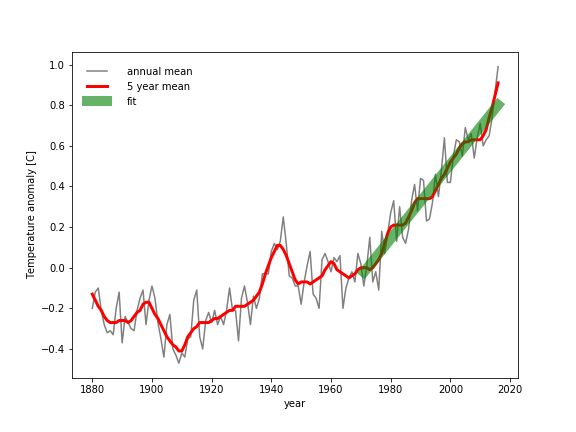 annual mean
5 year mean
fit
Temperature anomaly [C]
1.0
0.8
0.6
0.4
0.2
0.0
−0.2
−0.4
1880 1900 1920 1940 1960 1980 2000 2020
year